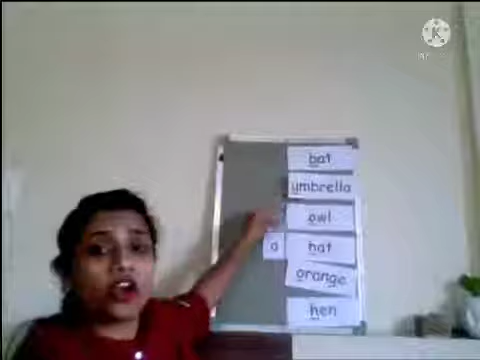 bat
umbrella
owl
a hat
orange
hen